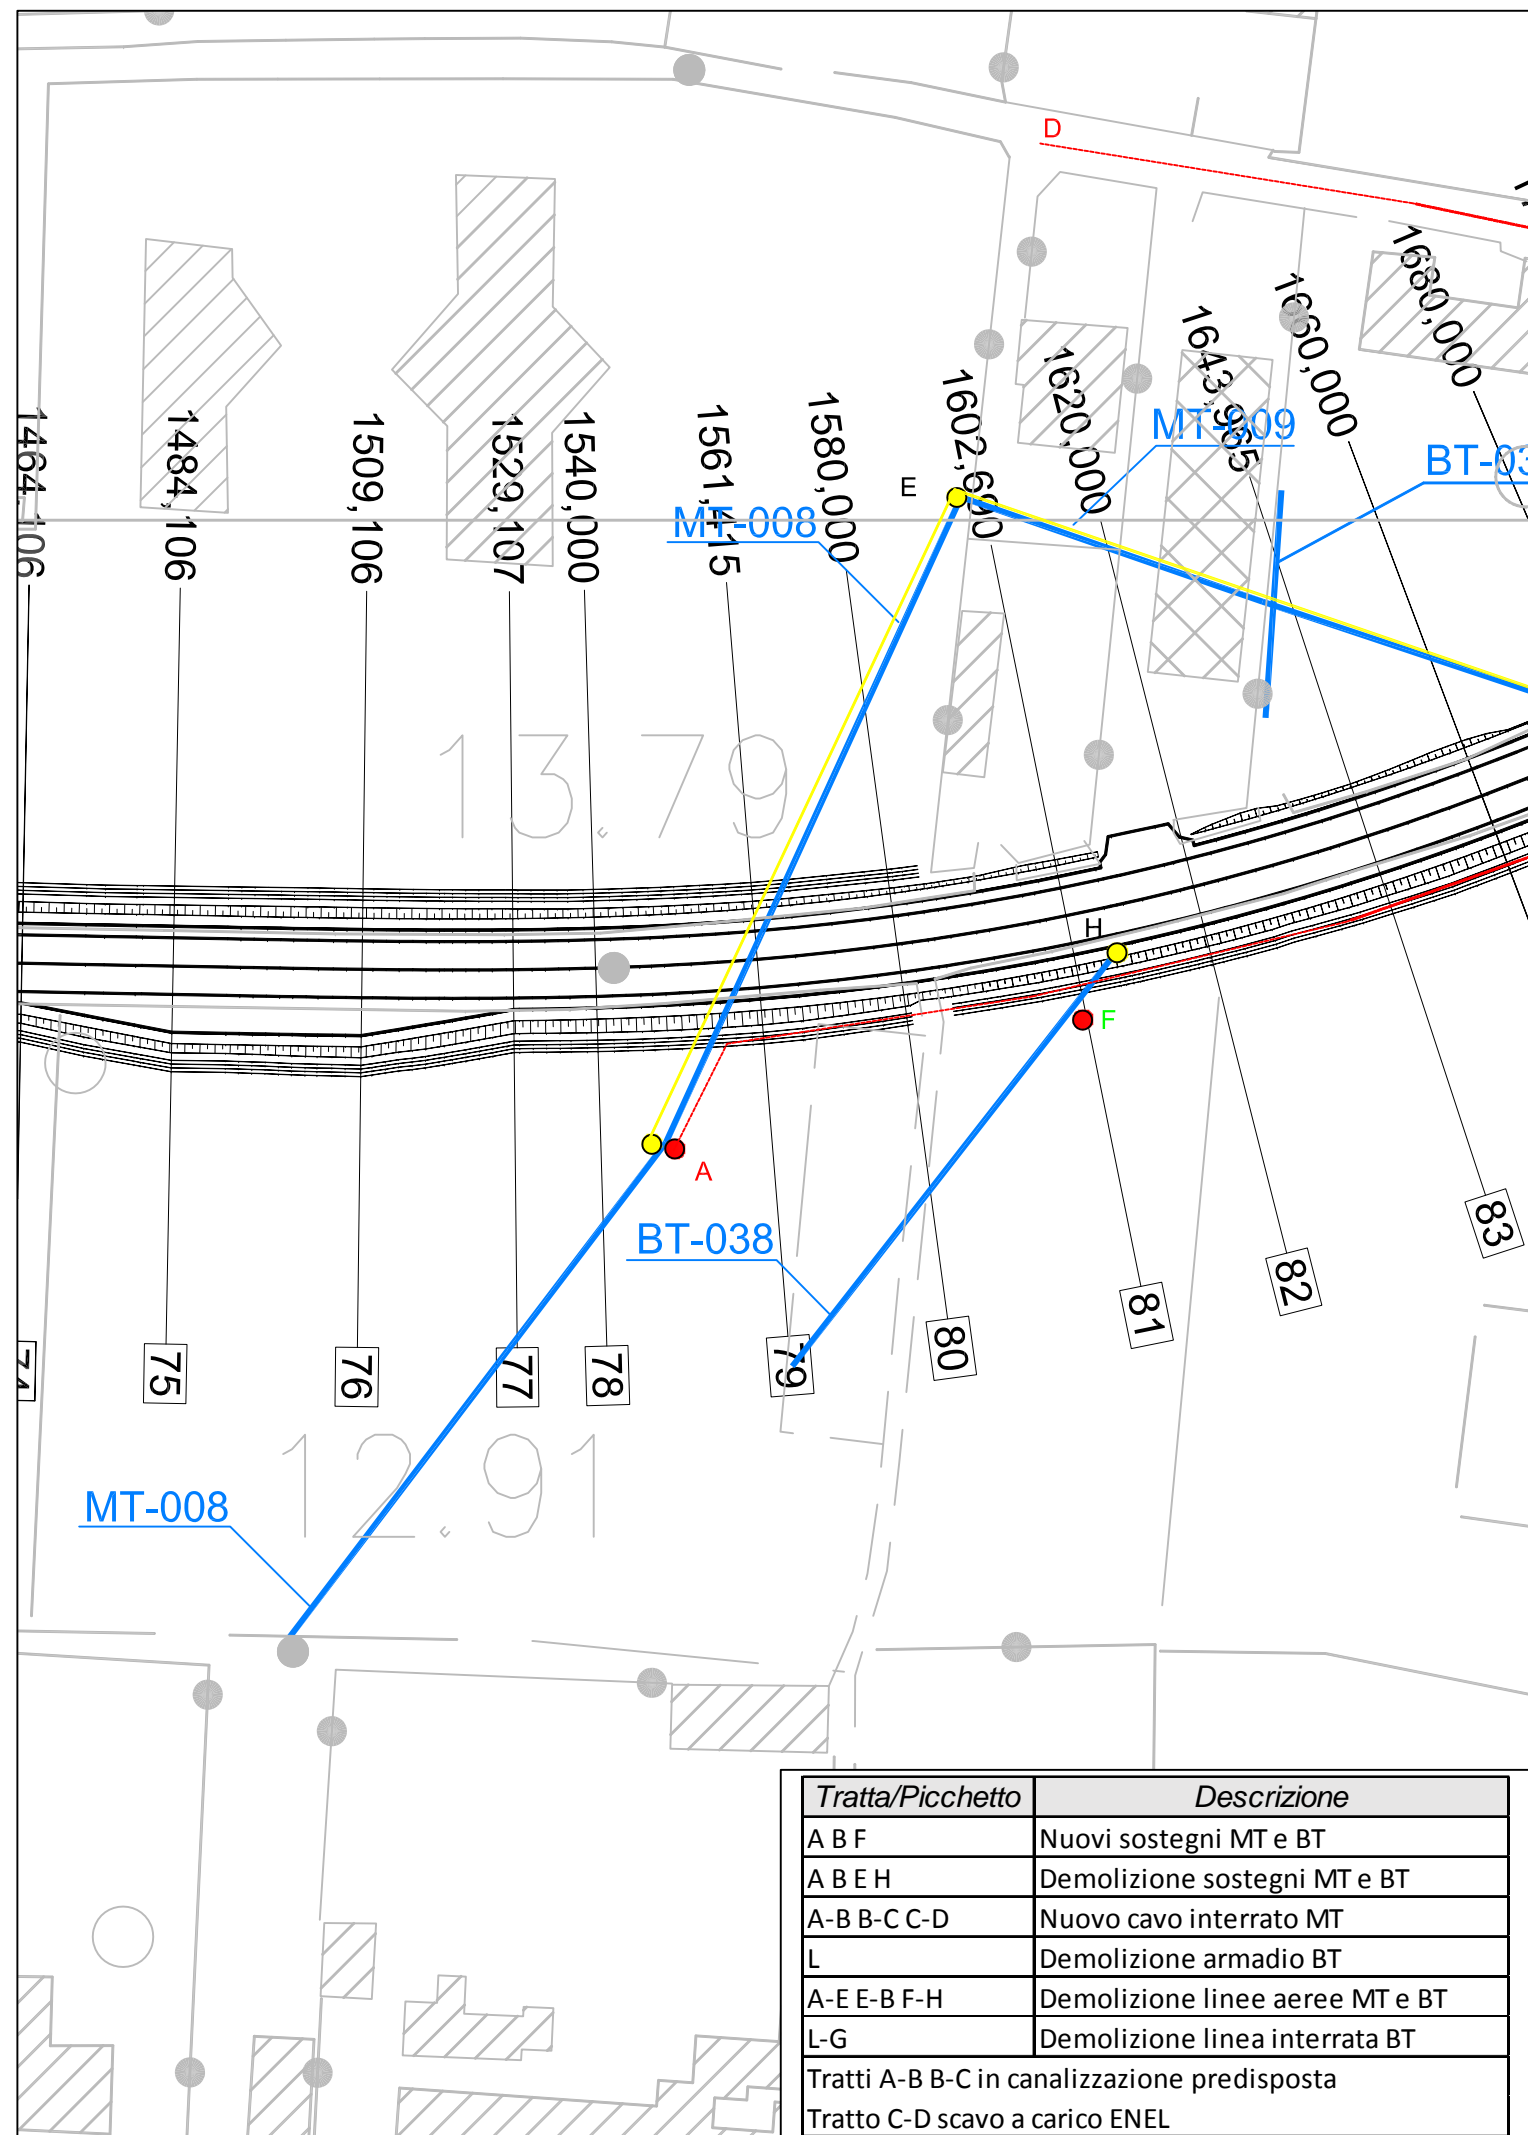 D
1464,106
1484,106
1509,106
1529,107
1540,000
1561,415
1580,000
1602,690
1620,000
1643,965
1660,000
1680,000
MT-009
E
MT-008
13.79
H
F
A
BT-038
83
82
81
80
79
78
77
76
75
74
12.91
MT-008
Tratta/Picchetto Descrizione
A B F Nuovi sostegni MT e BT
A B E H Demolizione sostegni MT e BT
A-B B-C C-D Nuovo cavo interrato MT
L Demolizione armadio BT
A-E E-B F-H Demolizione linee aeree MT e BT
L-G Demolizione linea interrata BT
Tratti A-B B-C in canalizzazione predisposta
Tratto C-D scavo a carico ENEL